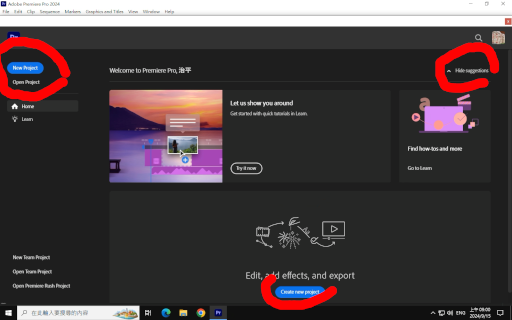 Adobe Premiere Pro 2024
File Edit Clip Sequence Markers Graphics and Titles View Window Help
New Project
Open Project
Home
Learn
New Team Project
Open Team Project
Open Premiere Rush Project
Welcome to Premiere Pro, 治平
Hide suggestions
Let us show you around
Get started with quick tutorials in Learn.
Try it now
Find how-tos and more
Go to Learn
Edit, add effects, and export
Create new project
在此輸入要搜尋的內容
Pr
ENG
上午 09:00
2024/9/15